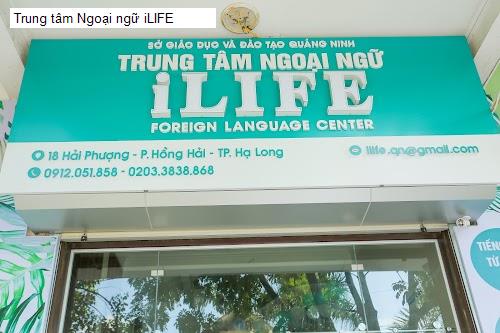 Trung tâm Ngoại ngữ iLIFE
SỞ GIÁO DỤC VÀ ĐÀO TẠO QUẢNG NINH
TRUNG TÂM NGOẠI NGỮ
iLIFE
FOREIGN LANGUAGE CENTER
18 Hải Phượng - P. Hồng Hải - TP. Hạ Long
ilife.qn@gmail.com
0912.051.858 - 0203.3838.868
TIẾNG
TỪ